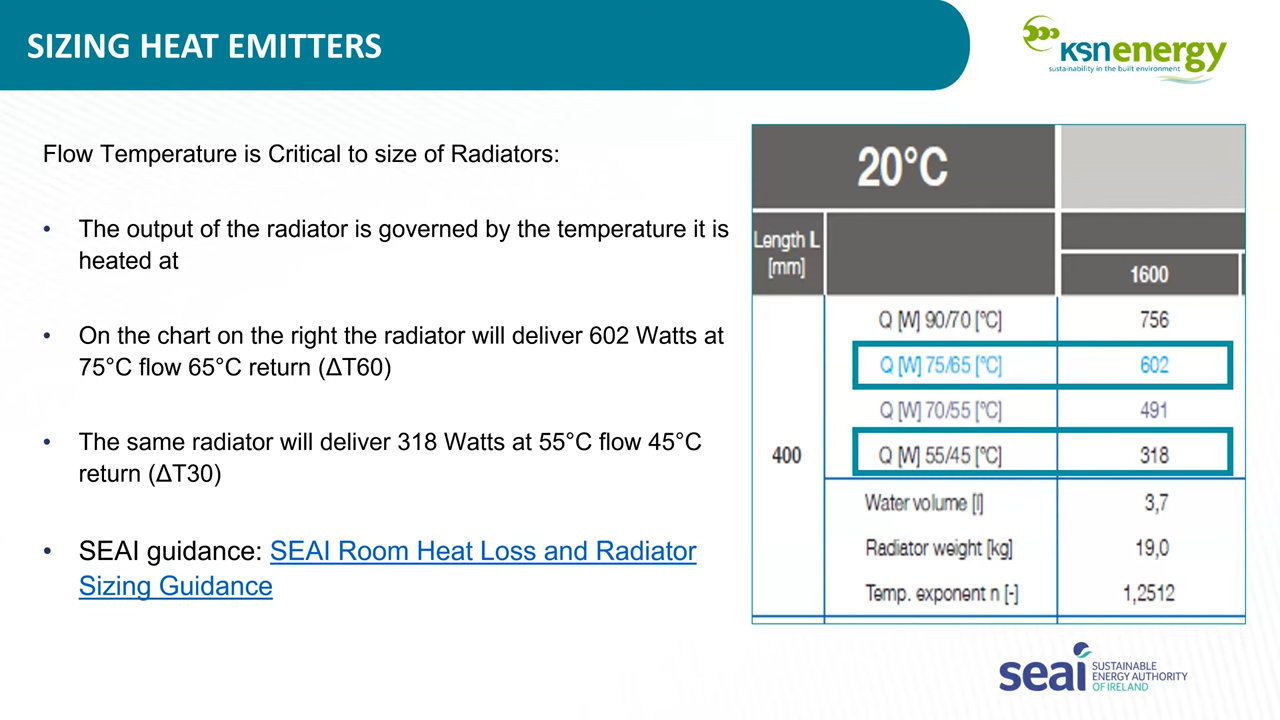 SIZING HEAT EMITTERS
KSNenergy
sustainability in the built environment
Flow Temperature is Critical to size of Radiators:
• The output of the radiator is governed by the temperature it is
heated at
• On the chart on the right the radiator will deliver 602 Watts at
75°C flow 65°C return (ΔT60)
• The same radiator will deliver 318 Watts at 55°C flow 45°C
return (ΔT30)
• SEAI guidance: SEAI Room Heat Loss and Radiator
Sizing Guidance
20°C
Length L
[mm]
1600
Q [W] 90/70 [°C] 756
Q [W] 75/65 [°C] 602
Q [W] 70/55 [°C] 491
400 Q [W] 55/45 [°C] 318
Water volume [l] 3,7
Radiator weight [kg] 19,0
Temp. exponent n [-] 1,2512
seai
SUSTAINABLE
ENERGY AUTHORITY
OF IRELAND